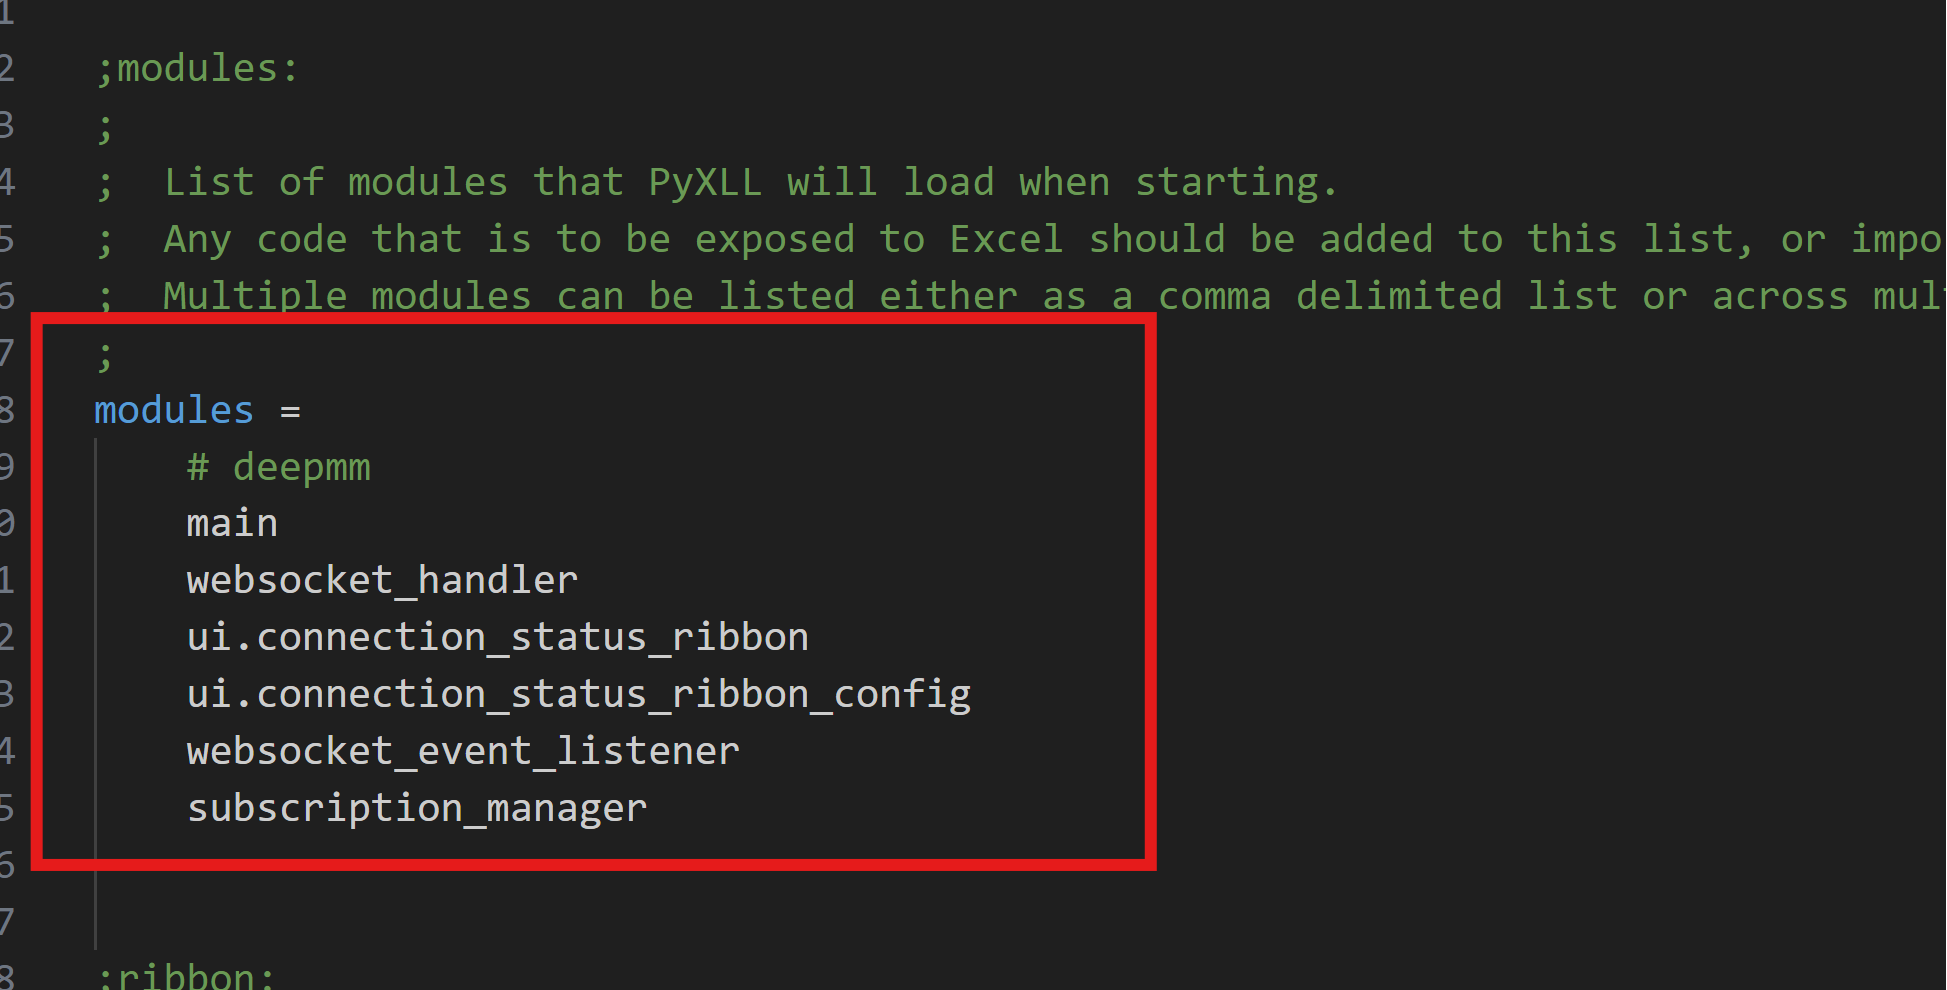 1
2 ;modules:
3 ;
4 ;  List of modules that PyXLL will load when starting.
5 ;  Any code that is to be exposed to Excel should be added to this list, or impo
6 ;  Multiple modules can be listed either as a comma delimited list or across mul
7 ;
8 modules =
9     # deepmm
0     main
1     websocket_handler
2     ui.connection_status_ribbon
3     ui.connection_status_ribbon_config
4     websocket_event_listener
5     subscription_manager
6
7
8 ;ribbon: